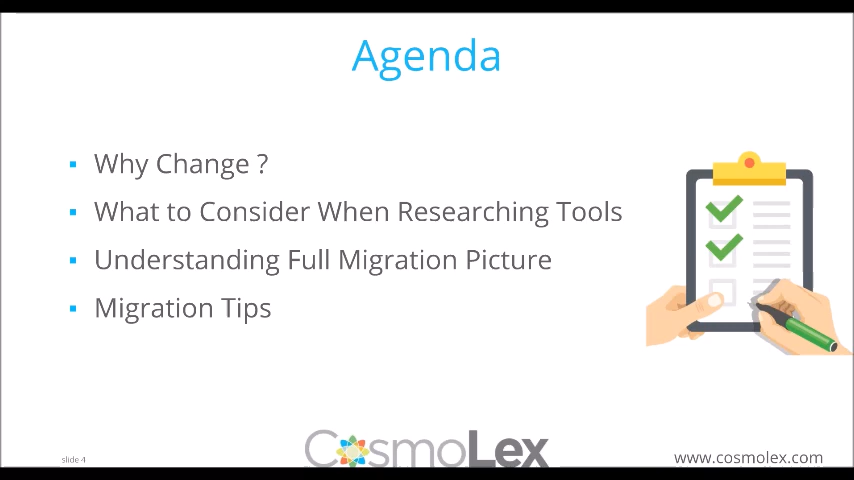 Agenda
Why Change ?
What to Consider When Researching Tools
Understanding Full Migration Picture
Migration Tips
slide 4
CosmoLex
www.cosmolex.com